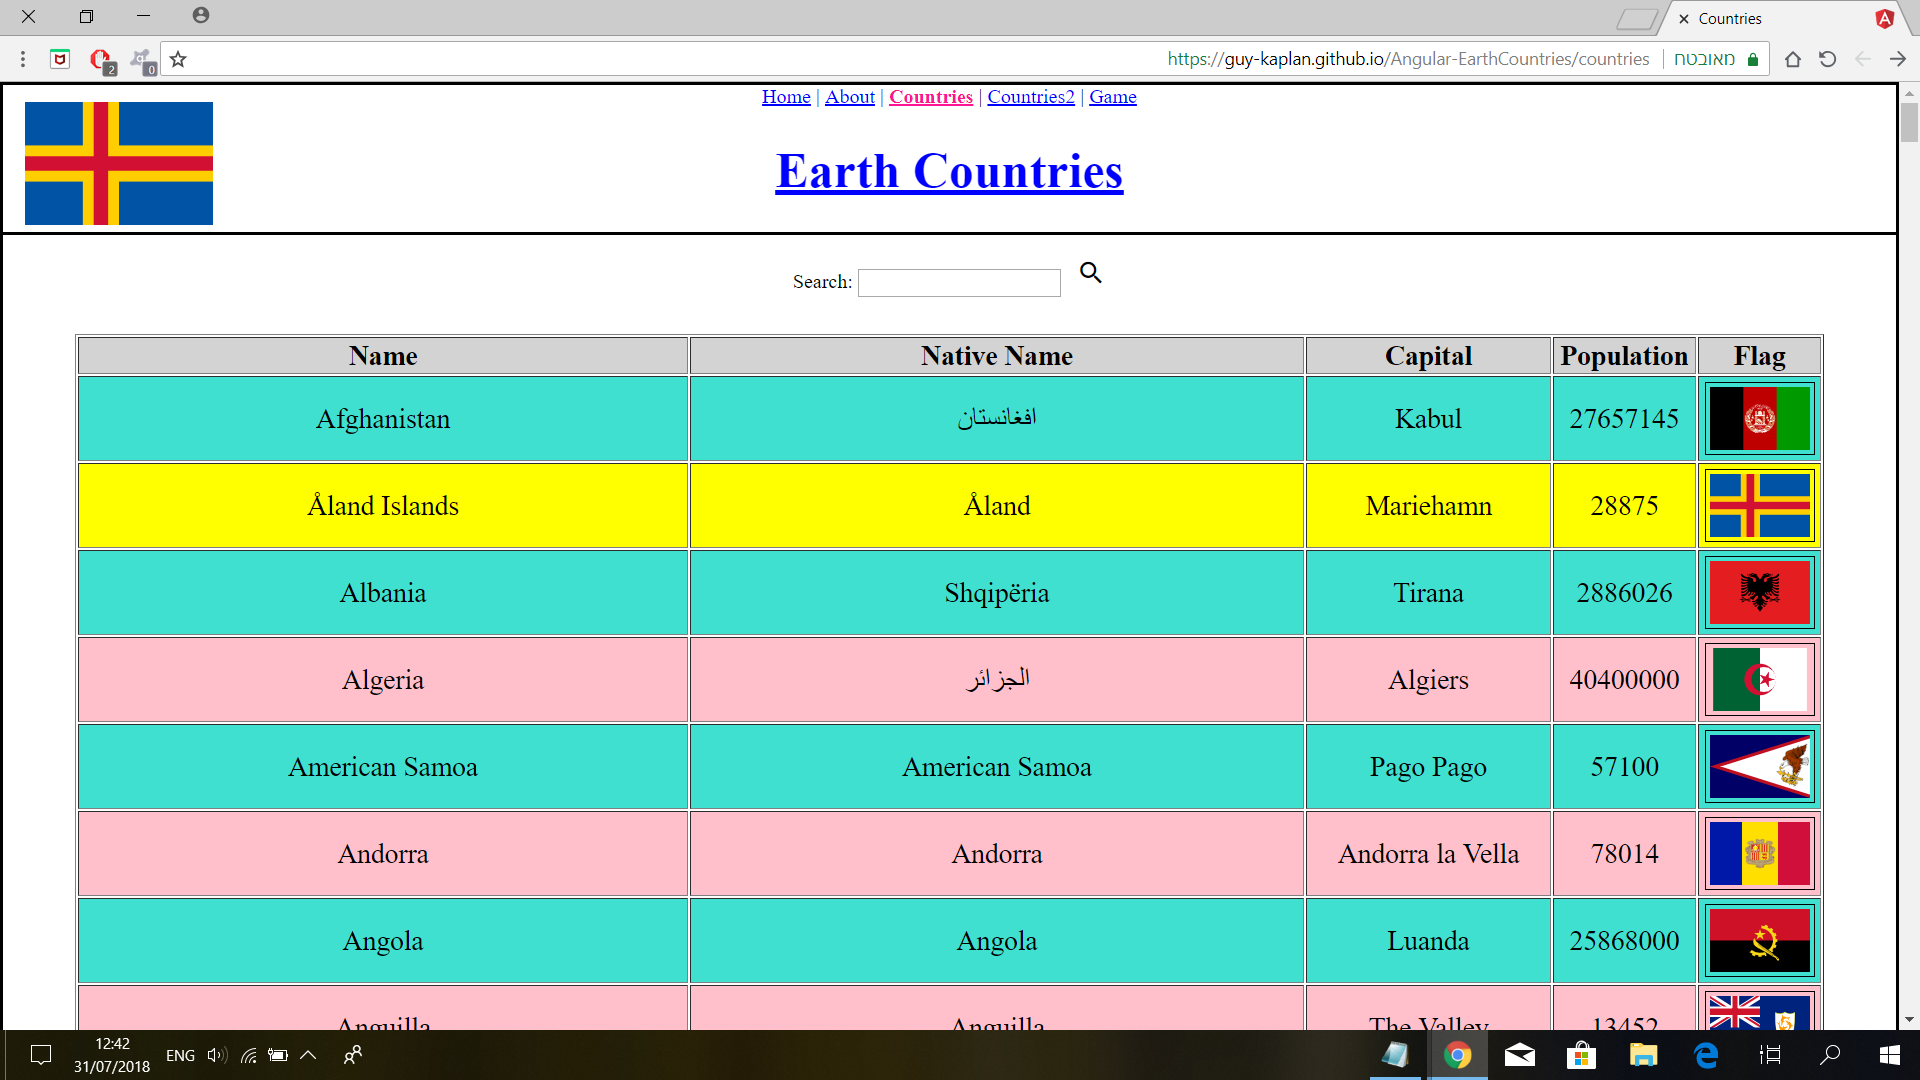 Countries
https://guy-kaplan.github.io/Angular-EarthCountries/countries מאובטח
2 0
Home | About | Countries | Countries2 | Game
Earth Countries
Search:
Name Native Name Capital Population Flag
Afghanistan افغانستان Kabul 27657145
Åland Islands Åland Mariehamn 28875
Albania Shqipëria Tirana 2886026
Algeria الجزائر Algiers 40400000
American Samoa American Samoa Pago Pago 57100
Andorra Andorra Andorra la Vella 78014
Angola Angola Luanda 25868000
Anguilla Anguilla The Valley 13452
12:42
ENG
31/07/2018